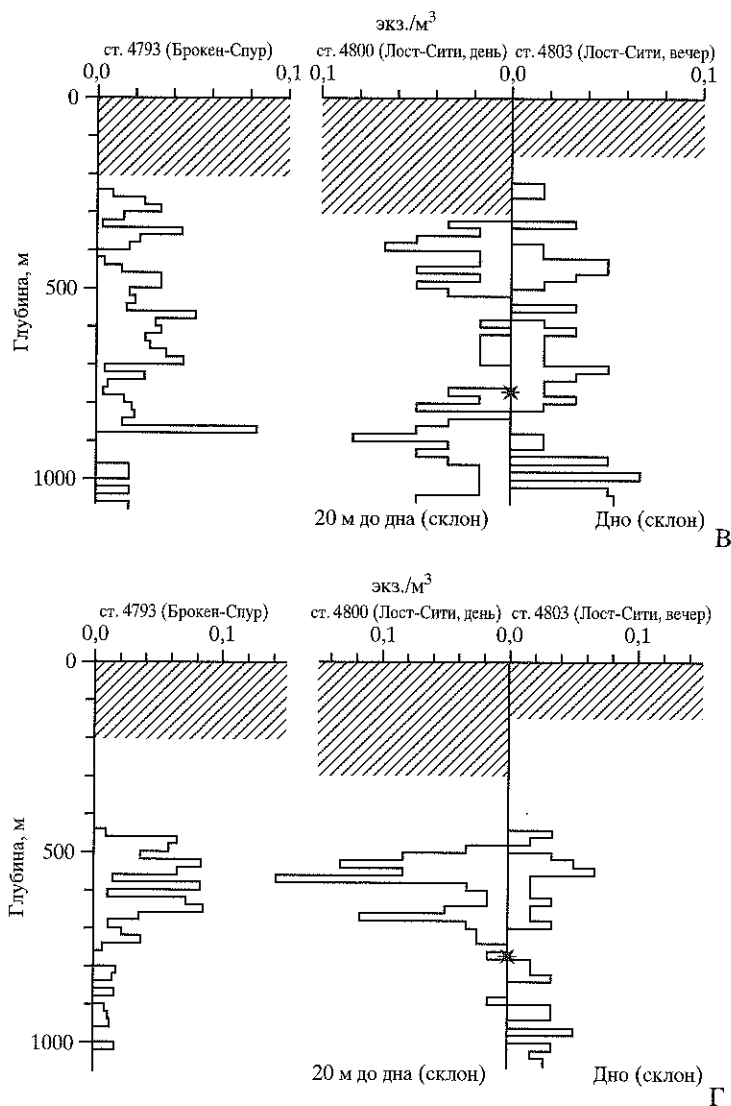 экз./м³
ст. 4793 (Брокен-Спур) ст. 4800 (Лост-Сити, день) ст. 4803 (Лост-Сити, вечер)
0,0 0,1 0,1 0,0 0,1
0
500
1000
Глубина, м
20 м до дна (склон) Дно (склон)
В
экз./м³
ст. 4793 (Брокен-Спур) ст. 4800 (Лост-Сити, день) ст. 4803 (Лост-Сити, вечер)
0,0 0,1 0,1 0,0 0,1
0
500
1000
Глубина, м
20 м до дна (склон) Дно (склон)
Г